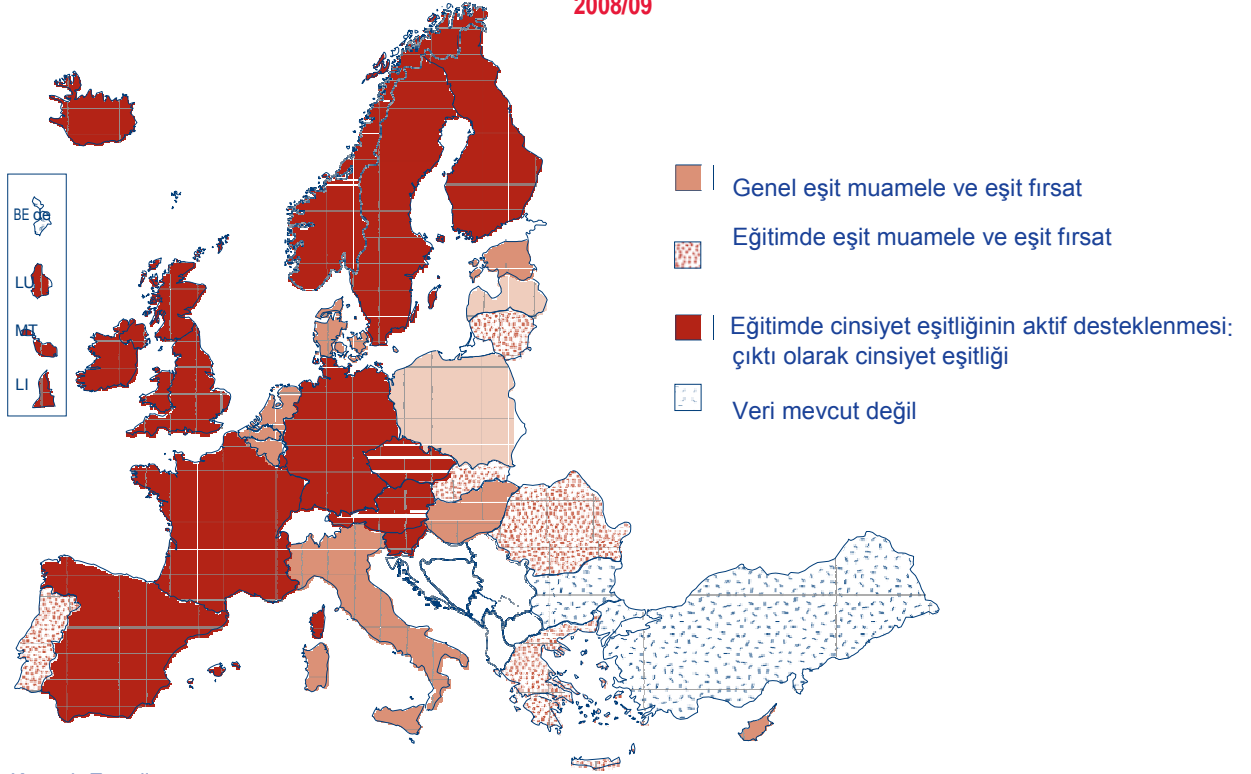 2008/09
BE de
LU
MT
LI
Genel eşit muamele ve eşit fırsat
Eğitimde eşit muamele ve eşit fırsat
Eğitimde cinsiyet eşitliğinin aktif desteklenmesi:
çıktı olarak cinsiyet eşitliği
Veri mevcut değil